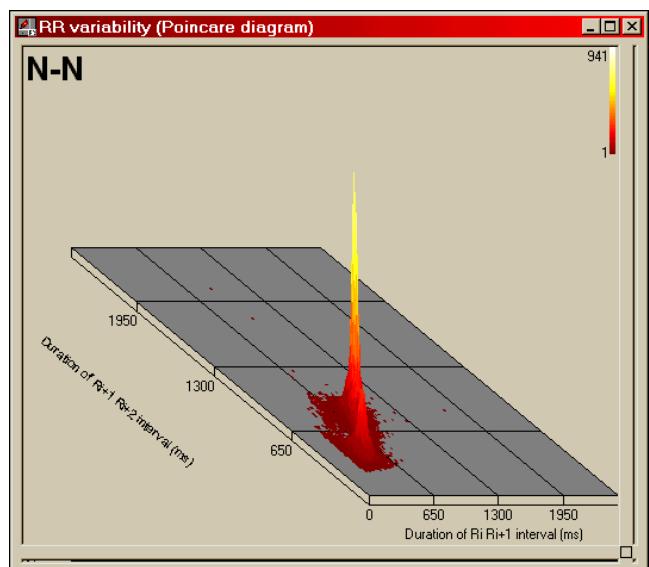 RR variability (Poincare diagram)
N-N
941
1
1950
1300
650
Duration of Ri+1 Ri+2 interval (ms)
0 650 1300 1950
Duration of Ri Ri+1 interval (ms)